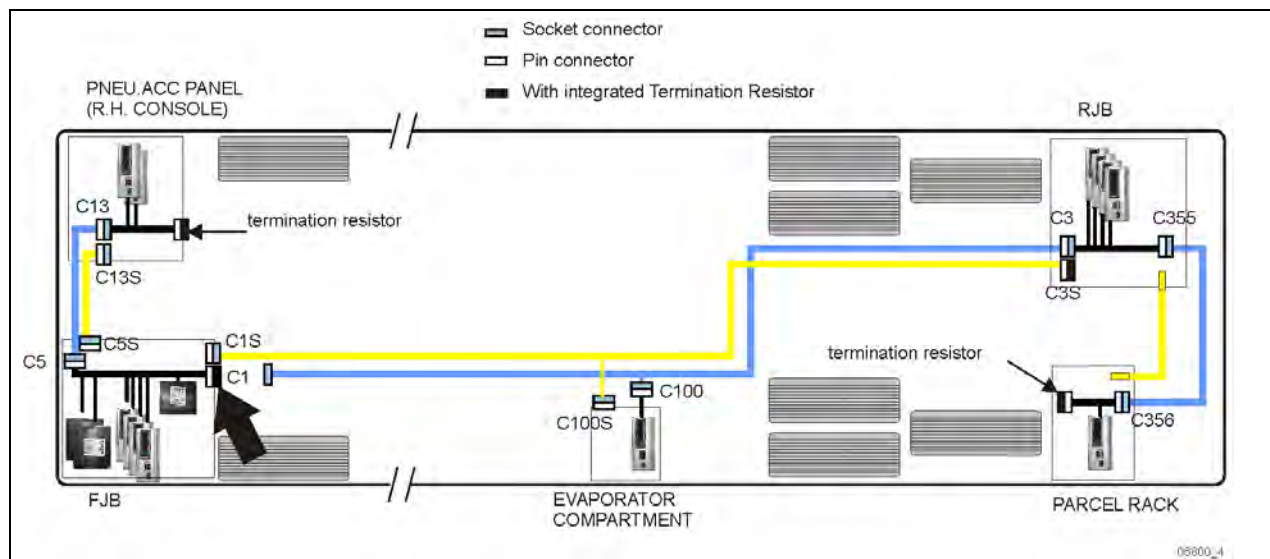 Socket connector
Pin connector
With integrated Termination Resistor
PNEU.ACC PANEL
(R.H. CONSOLE)
RJB
C13
termination resistor
C3
C355
C13S
C3S
C5
C5S
C1S
C1
termination resistor
C100
C100S
C356
FJB
EVAPORATOR
COMPARTMENT
PARCEL RACK
06800_4